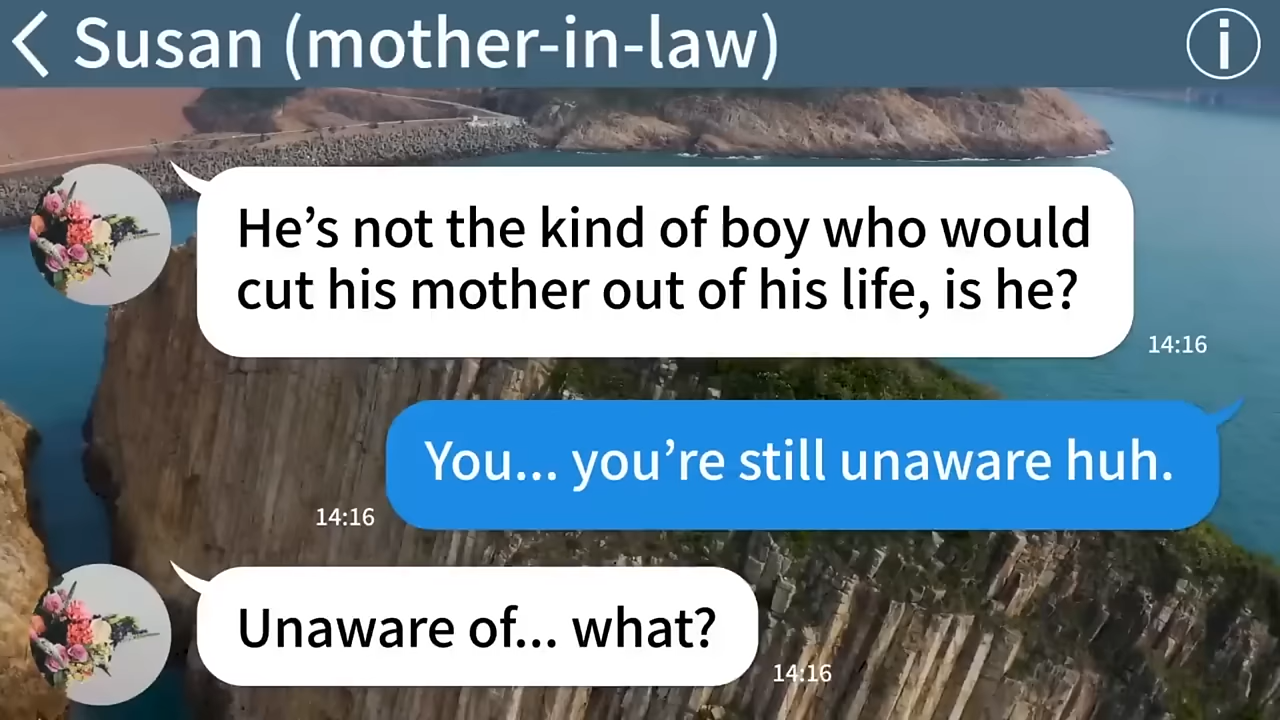 Susan (mother-in-law)
i
He’s not the kind of boy who would
cut his mother out of his life, is he?
14:16
You... you’re still unaware huh.
14:16
Unaware of... what?
14:16